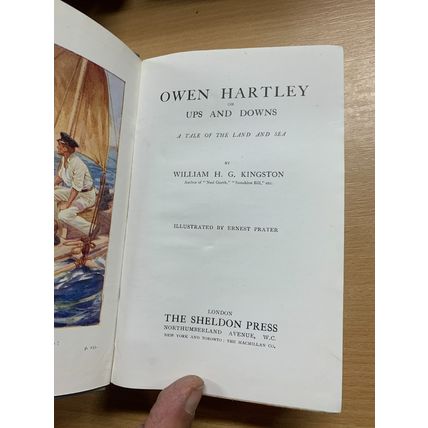 OWEN HARTLEY
OR
UPS AND DOWNS
A TALE OF THE LAND AND SEA
BY
WILLIAM H. G. KINGSTON
Author of "Ned Garth," "Sunshine Bill," etc.
ILLUSTRATED BY ERNEST PRATER
LONDON
THE SHELDON PRESS
NORTHUMBERLAND AVENUE, W.C.
NEW YORK AND TORONTO: THE MACMILLAN CO.